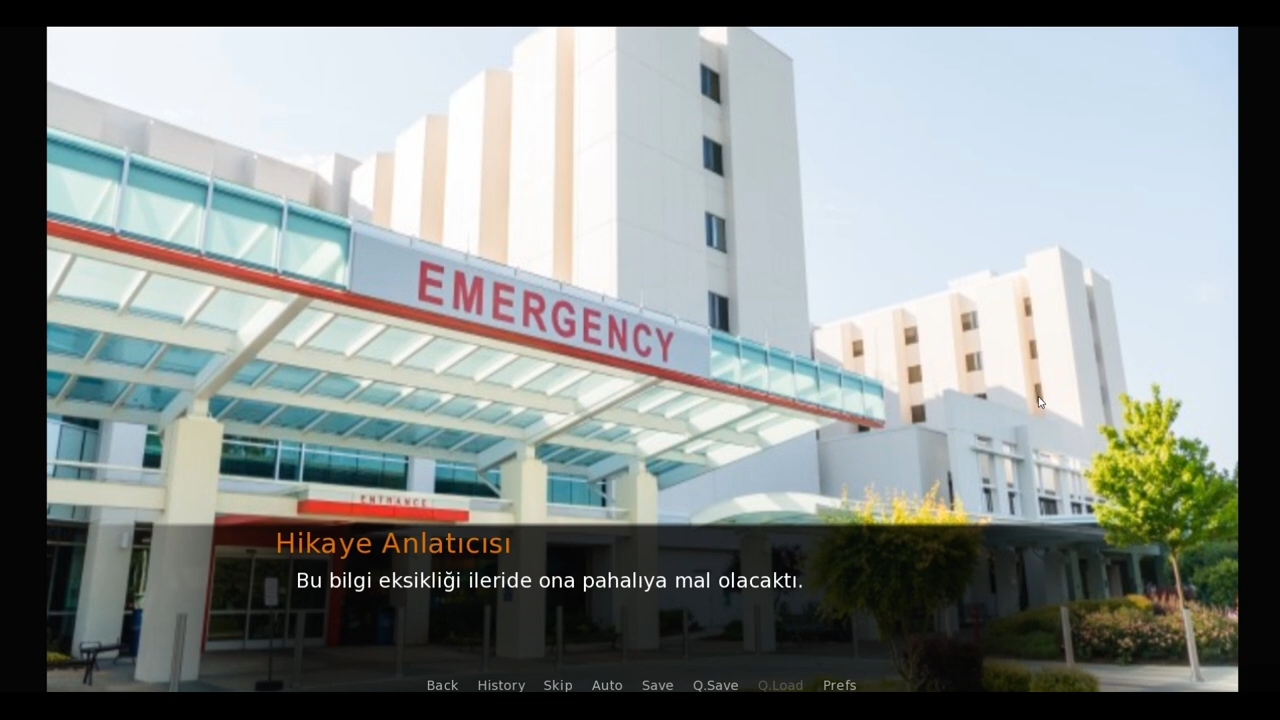 EMERGENCY
ENTRANCE
Hikaye Anlatıcısı
Bu bilgi eksikliği ileride ona pahalıya mal olacaktı.
Back History Skip Auto Save Q.Save Q.Load Prefs